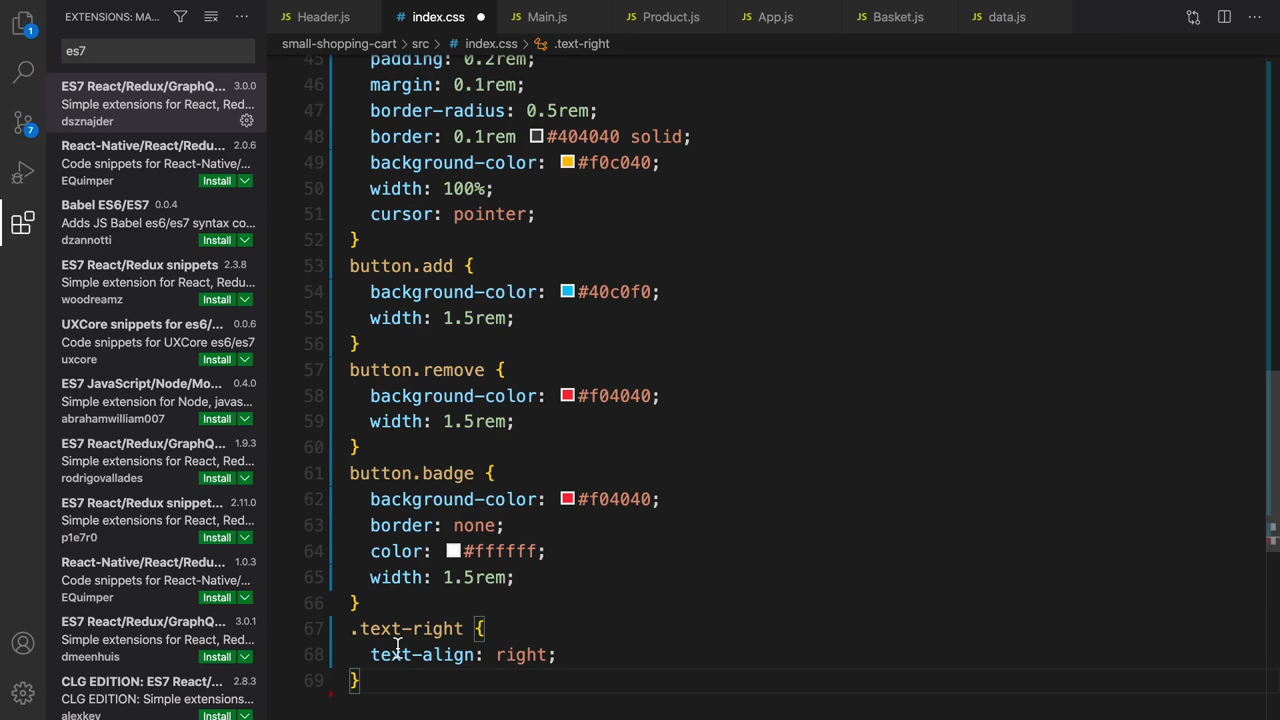 EXTENSIONS: MA...
es7
1
7
ES7 React/Redux/GraphQ... 3.0.0
Simple extensions for React, Red...
dsznajder
React-Native/React/Redu... 2.0.6
Code snippets for React-Native/...
EQuimper Install
Babel ES6/ES7 0.0.4
Adds JS Babel es6/es7 syntax co...
dzannotti Install
ES7 React/Redux snippets 2.3.8
Simple extension for React, Redu...
woodreamz Install
UXCore snippets for es6/... 0.0.6
Code snippets for UXCore es6/es7
uxcore Install
ES7 JavaScript/Node/Mo... 0.4.0
Simple extension for Node, javas...
abrahamwilliam007 Install
ES7 React/Redux/GraphQ... 1.9.3
Simple extensions for React, Red...
rodrigovallades Install
ES7 React/Redux snippet... 2.11.0
Simple extensions for React, Red...
p1e7r0 Install
React-Native/React/Redu... 1.0.3
Code snippets for React-Native/...
EQuimper Install
ES7 React/Redux/GraphQ... 3.0.1
Simple extensions for React, Red...
dmeenhuis Install
CLG EDITION: ES7 React/... 2.8.3
CLG EDITION: Simple extensions...
alexkev Install
JS Header.js # index.css JS Main.js JS Product.js JS App.js JS Basket.js JS data.js
small-shopping-cart > src > # index.css > .text-right
45 padding: 0.2rem;
46 margin: 0.1rem;
47 border-radius: 0.5rem;
48 border: 0.1rem #404040 solid;
49 background-color: #f0c040;
50 width: 100%;
51 cursor: pointer;
52 }
53 button.add {
54 background-color: #40c0f0;
55 width: 1.5rem;
56 }
57 button.remove {
58 background-color: #f04040;
59 width: 1.5rem;
60 }
61 button.badge {
62 background-color: #f04040;
63 border: none;
64 color: #ffffff;
65 width: 1.5rem;
66 }
67 .text-right {
68 text-align: right;
69 }